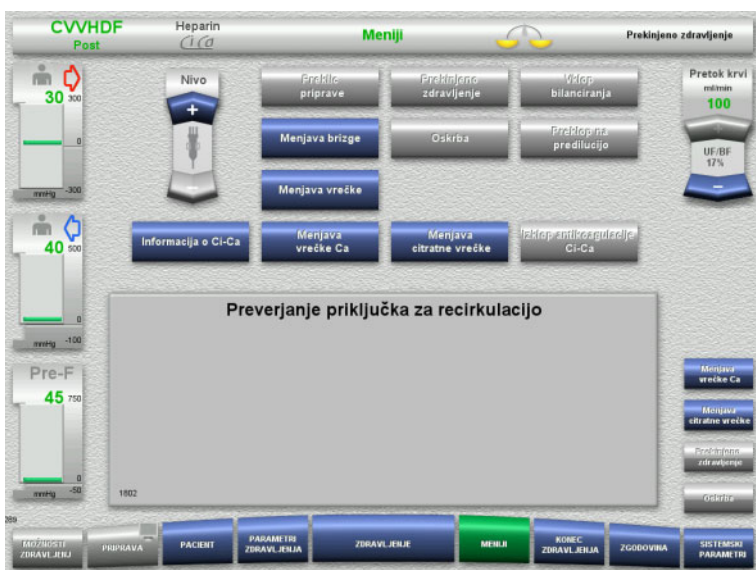 CVVHDF
Post
Heparin
Ci Ca
Meniji
Prekinjeno zdravljenje
30
300
0
mmHg
-300
Nivo
+
−
Preklic
priprave
Prekinjeno
zdravljenje
Vklop
bilanciranja
Menjava brizge
Oskrba
Preklop na
predilucijo
Menjava vrečke
Pretok krvi
ml/min
100
+
UF/BF
17%
−
40
500
0
mmHg
-100
Informacija o Ci-Ca
Menjava
vrečke Ca
Menjava
citratne vrečke
Izklop antikoagulacije
Ci-Ca
Preverjanje priključka za recirkulacijo
1802
Pre-F
45
750
0
mmHg
-50
Menjava
vrečke Ca
Menjava
citratne vrečke
Prekinjeno
zdravljenje
Oskrba
MOŽNOSTI
ZDRAVLJENJ
PRIPRAVA
PACIENT
PARAMETRI
ZDRAVLJENJA
ZDRAVLJENJE
MENIJI
KONEC
ZDRAVLJENJA
ZGODOVINA
SISTEMSKI
PARAMETRI